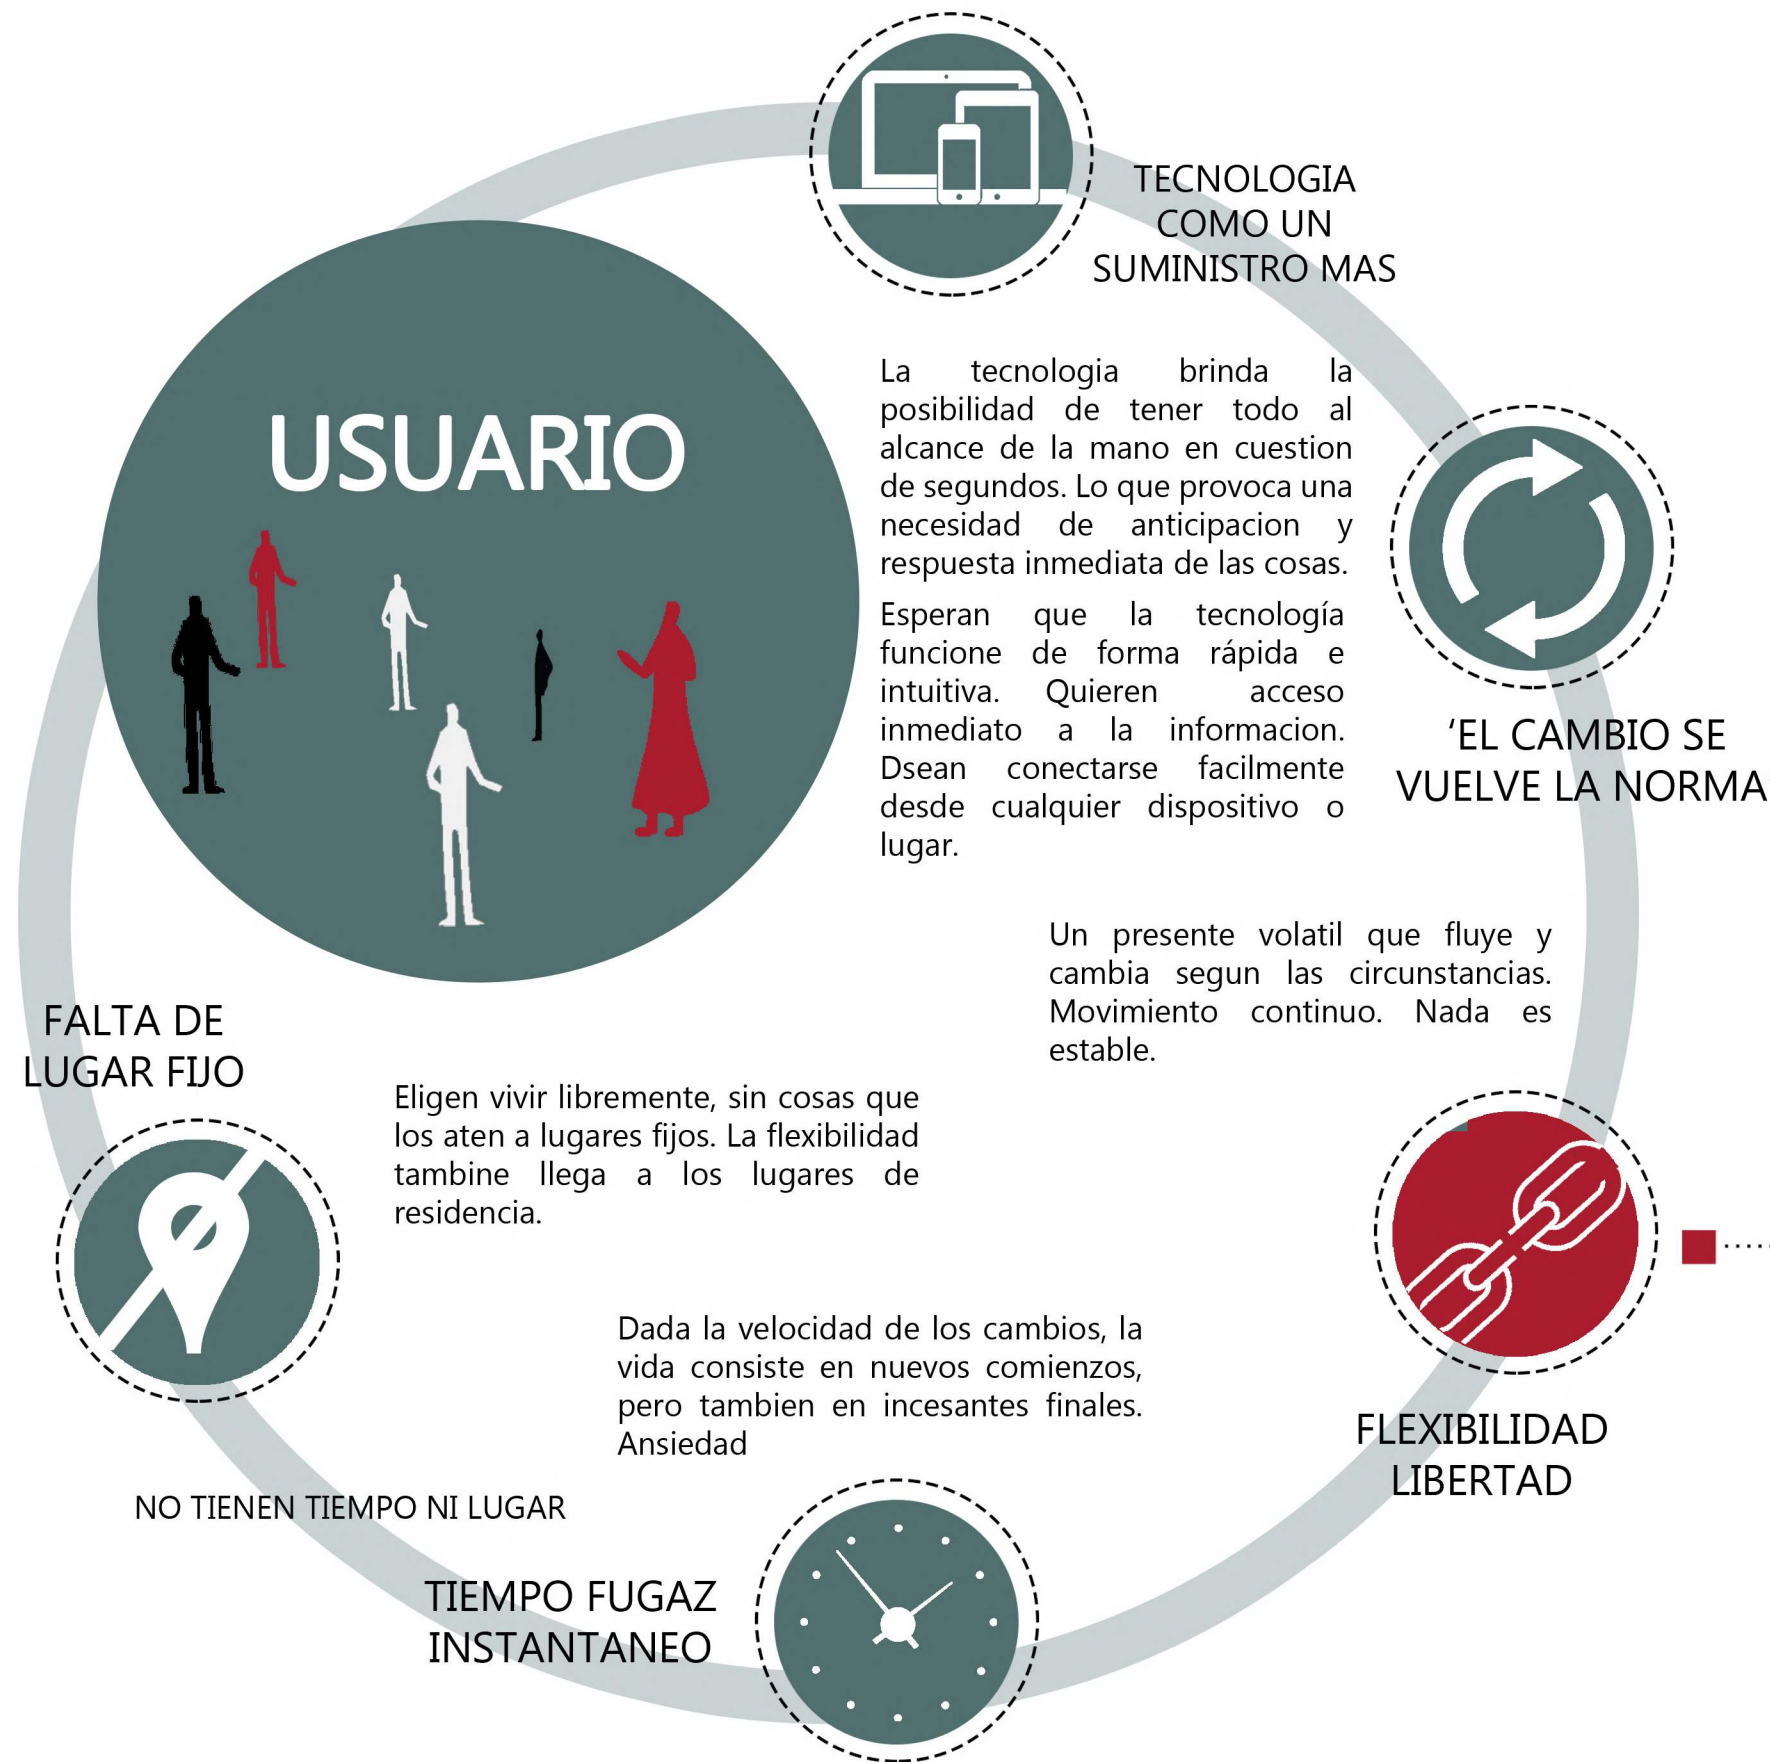 TECNOLOGIA
COMO UN
SUMINISTRO MAS
USUARIO
La tecnologia brinda la
posibilidad de tener todo al
alcance de la mano en cuestion
de segundos. Lo que provoca una
necesidad de anticipacion y
respuesta inmediata de las cosas.
Esperan que la tecnología
funcione de forma rápida e
intuitiva. Quieren acceso
inmediato a la informacion.
Dsean conectarse facilmente
desde cualquier dispositivo o
lugar.
‘EL CAMBIO SE
VUELVE LA NORMA’
Un presente volatil que fluye y
cambia segun las circunstancias.
Movimiento continuo. Nada es
estable.
FALTA DE
LUGAR FIJO
Eligen vivir libremente, sin cosas que
los aten a lugares fijos. La flexibilidad
tambine llega a los lugares de
residencia.
Dada la velocidad de los cambios, la
vida consiste en nuevos comienzos,
pero tambien en incesantes finales.
Ansiedad
FLEXIBILIDAD
LIBERTAD
NO TIENEN TIEMPO NI LUGAR
TIEMPO FUGAZ
INSTANTANEO